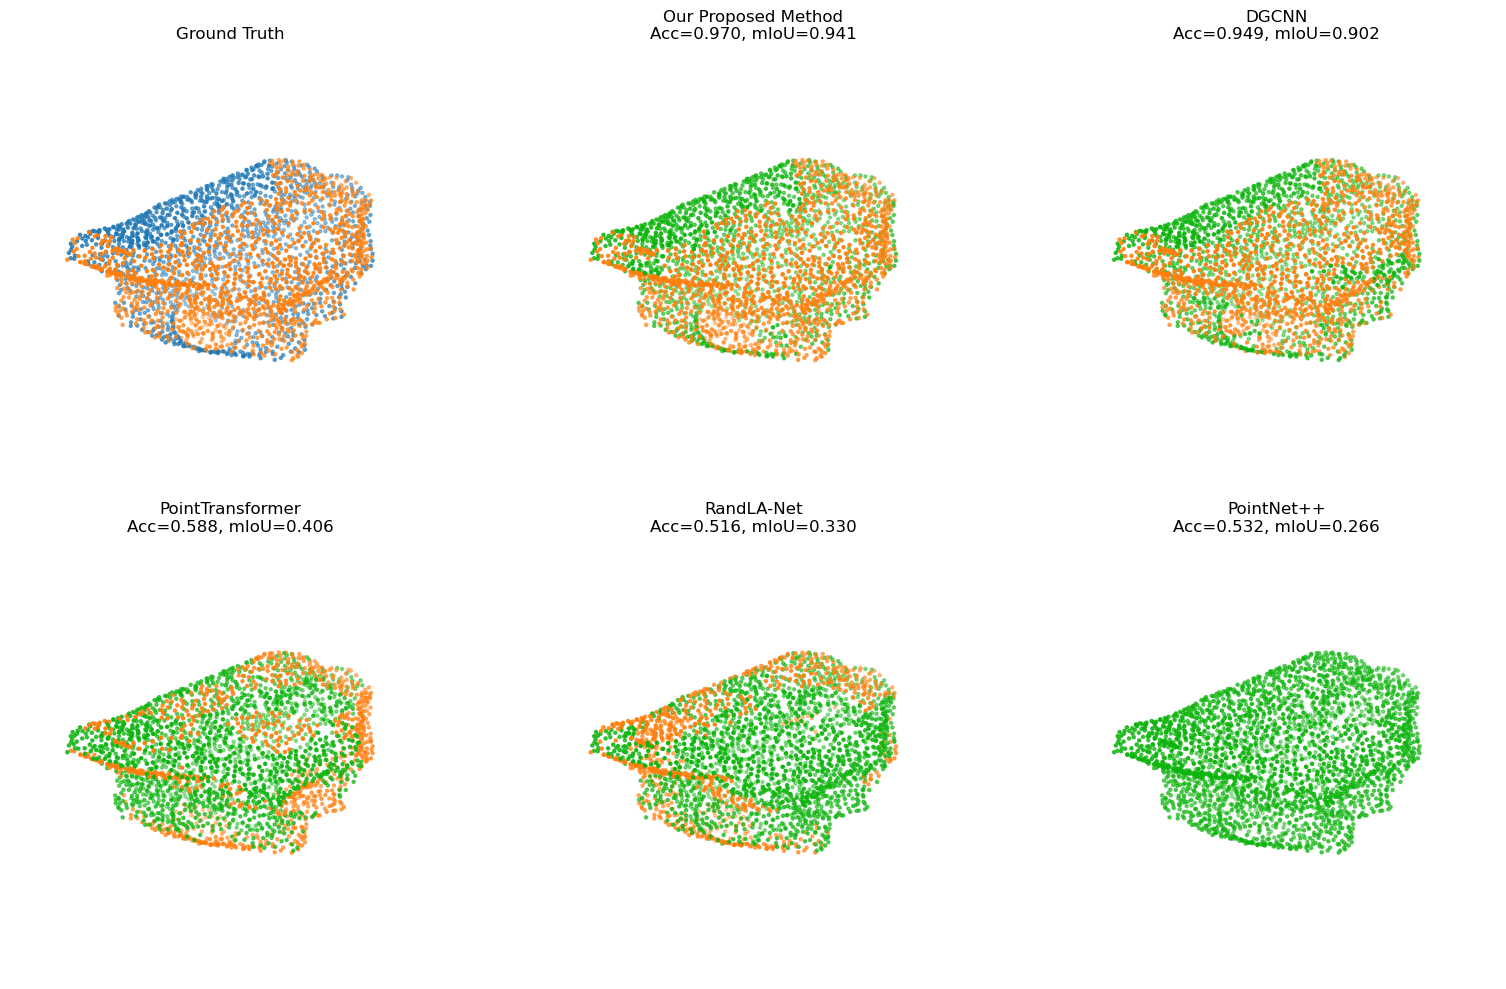 Ground Truth
Our Proposed Method
Acc=0.970, mIoU=0.941
DGCNN
Acc=0.949, mIoU=0.902
PointTransformer
Acc=0.588, mIoU=0.406
RandLA-Net
Acc=0.516, mIoU=0.330
PointNet++
Acc=0.532, mIoU=0.266